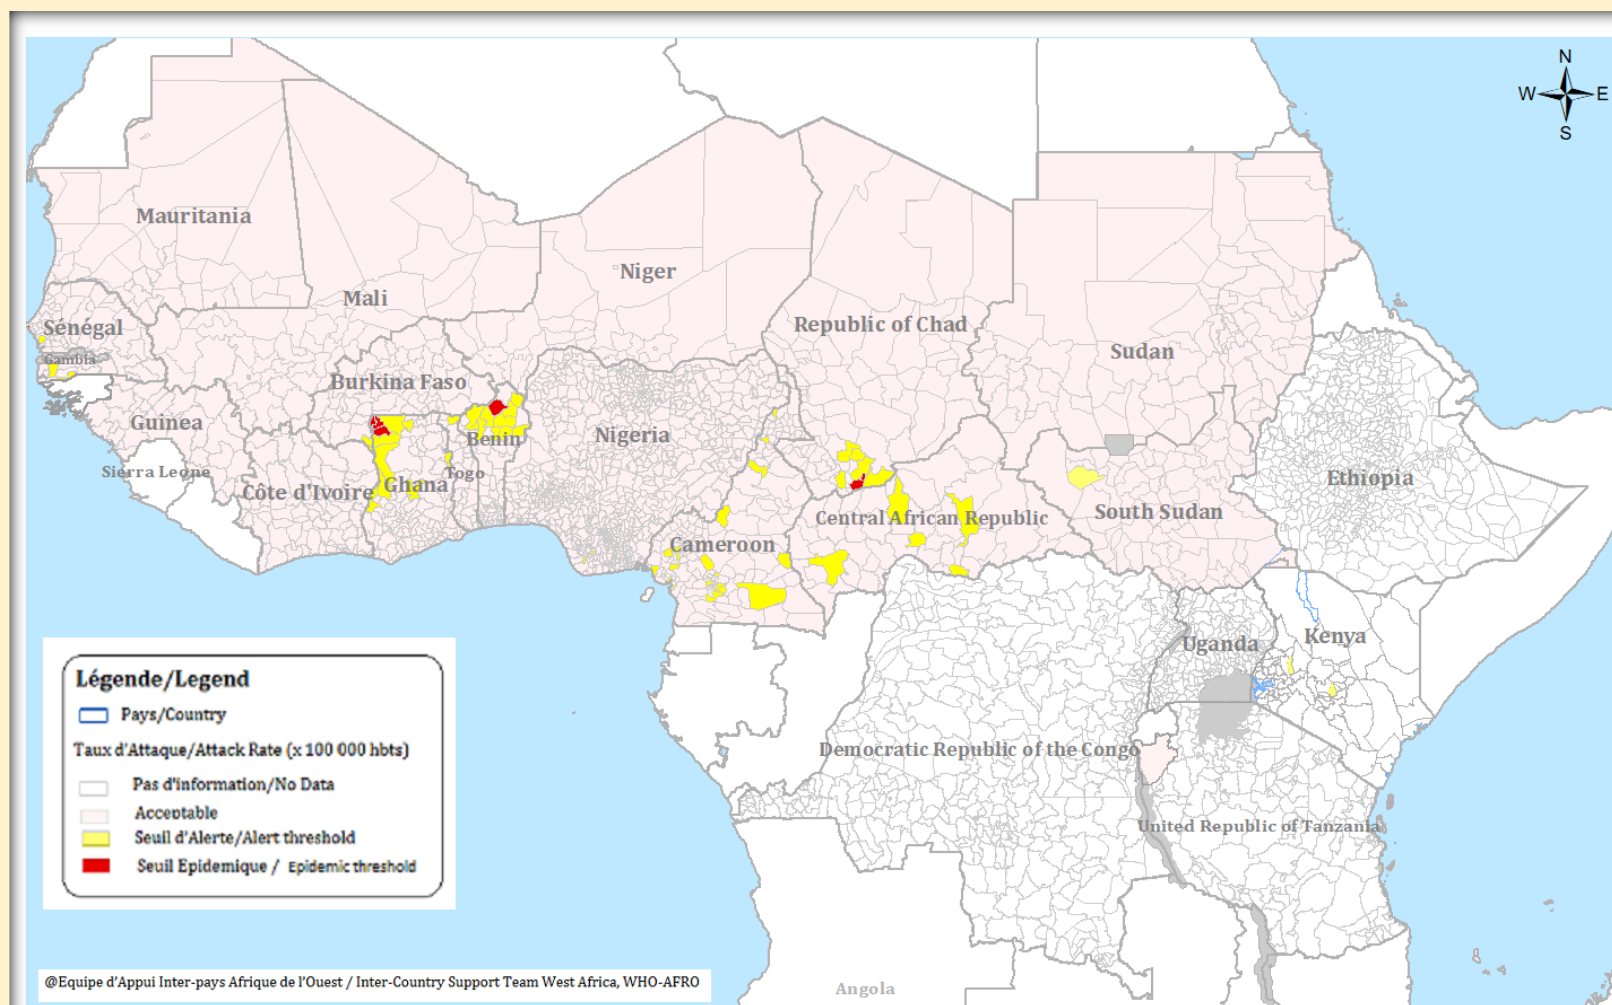 N
W E
S
Mauritania
Niger
Mali
Republic of Chad
Sénégal
Sudan
Gambia
Burkina Faso
Guinea
Nigeria
Benin
Sierra Leone
Togo
Ethiopia
Côte d'Ivoire
Ghana
South Sudan
Central African Republic
Cameroon
Uganda
Kenya
Democratic Republic of the Congo
United Republic of Tanzania
Angola
Légende/Legend
Pays/Country
Taux d'Attaque/Attack Rate (x 100 000 hbts)
Pas d'information/No Data
Acceptable
Seuil d'Alerte/Alert threshold
Seuil Epidemique / Epidemic threshold
@Equipe d'Appui Inter-pays Afrique de l'Ouest / Inter-Country Support Team West Africa, WHO-AFRO